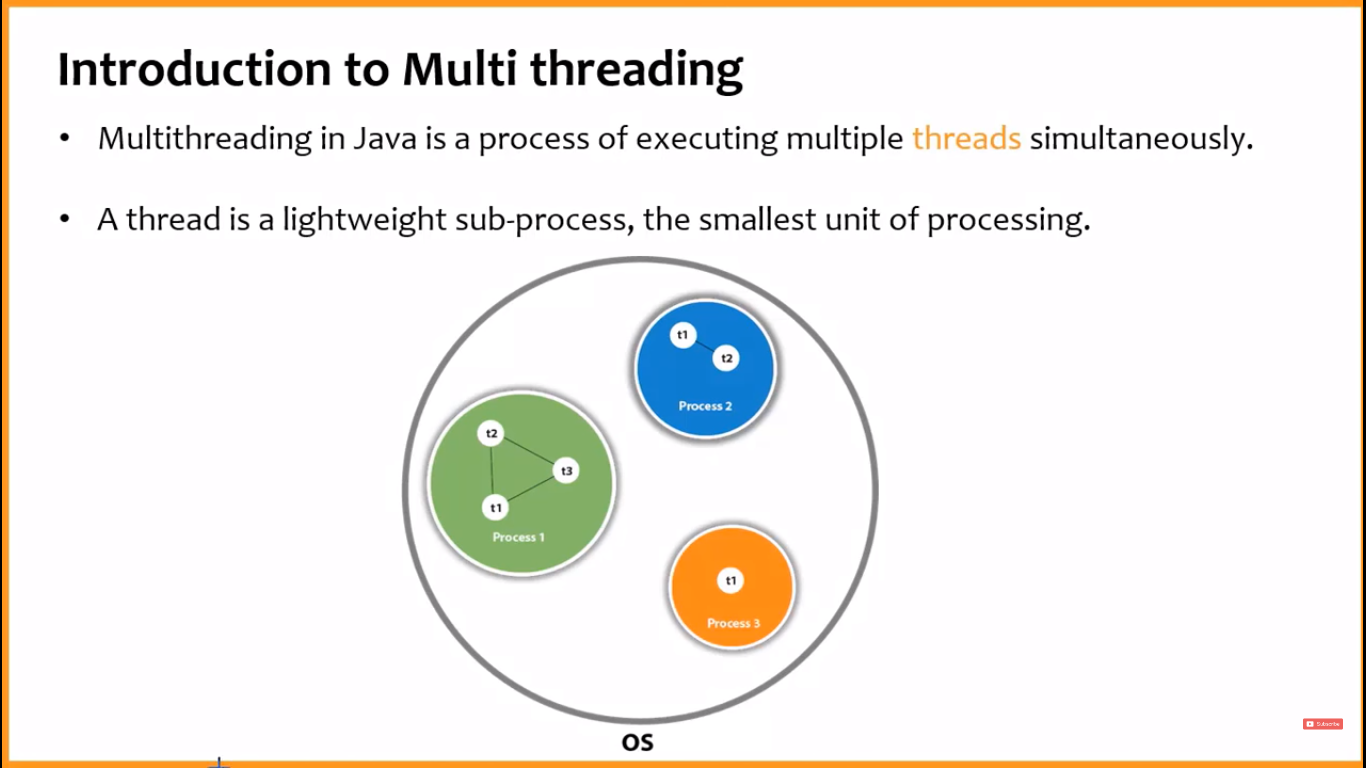 Introduction to Multi threading
• Multithreading in Java is a process of executing multiple threads simultaneously.
• A thread is a lightweight sub-process, the smallest unit of processing.
t1
t2
Process 2
t2
t3
t1
Process 1
t1
Process 3
OS
Subscribe